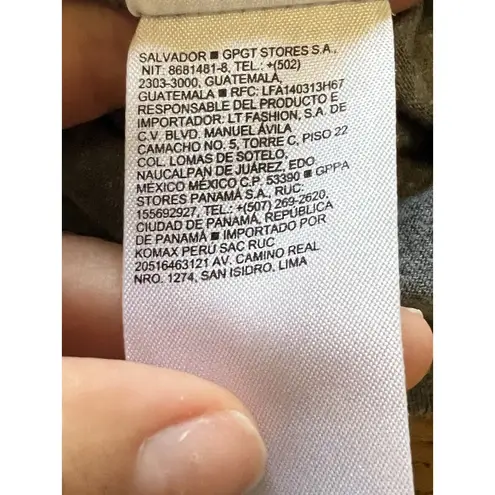 SALVADOR ■ GPGT STORES S.A.,
NIT: 8681481-8, TEL.: +(502)
2303-3000, GUATEMALA,
GUATEMALA ■ RFC: LFA140313H67
RESPONSABLE DEL PRODUCTO E
IMPORTADOR: LT FASHION, S.A. DE
C.V. BLVD. MANUEL ÁVILA
CAMACHO NO. 5, TORRE C, PISO 22
COL. LOMAS DE SOTELO,
NAUCALPAN DE JUÁREZ, EDO.
MÉXICO MÉXICO C.P. 53390 ■ GPPA
STORES PANAMÁ S.A., RUC:
155692927, TEL.: +(507) 269-2620,
CIUDAD DE PANAMÁ, REPÚBLICA
DE PANAMÁ ■ IMPORTADO POR
KOMAX PERÚ SAC RUC
20516463121 AV. CAMINO REAL
NRO. 1274, SAN ISIDRO, LIMA